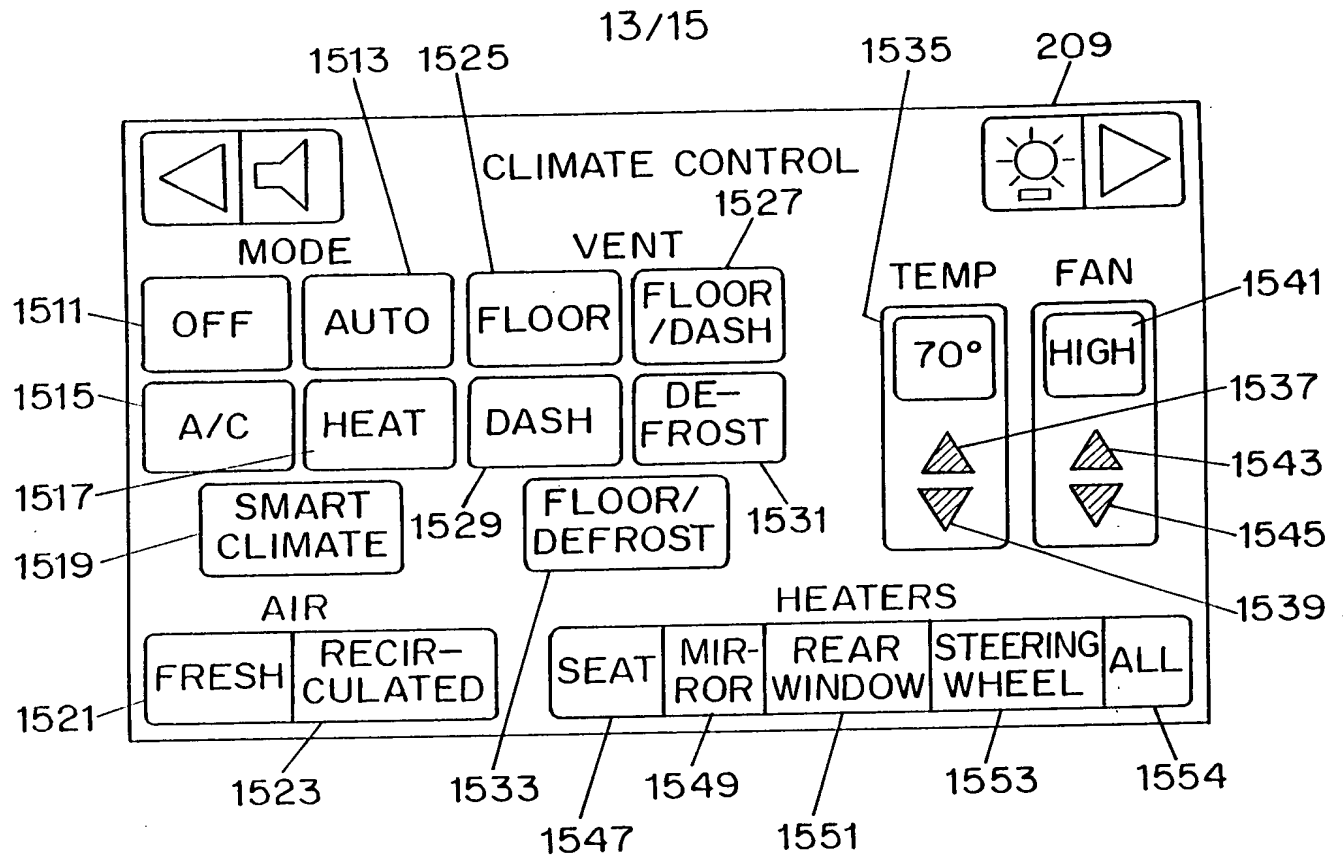 13/15
1513 1525 1535 209
CLIMATE CONTROL
1527
MODE VENT
TEMP FAN
1511 OFF AUTO FLOOR FLOOR
/DASH
70° HIGH 1541
1515 A/C HEAT DASH DE-
FROST
1537
1517
1543
SMART
CLIMATE
1529
FLOOR/
DEFROST
1531
1519
1545
1539
AIR HEATERS
FRESH RECIR-
CULATED
SEAT MIR-
ROR
REAR
WINDOW
STEERING
WHEEL
ALL
1521
1523 1533 1549 1553 1554
1547 1551